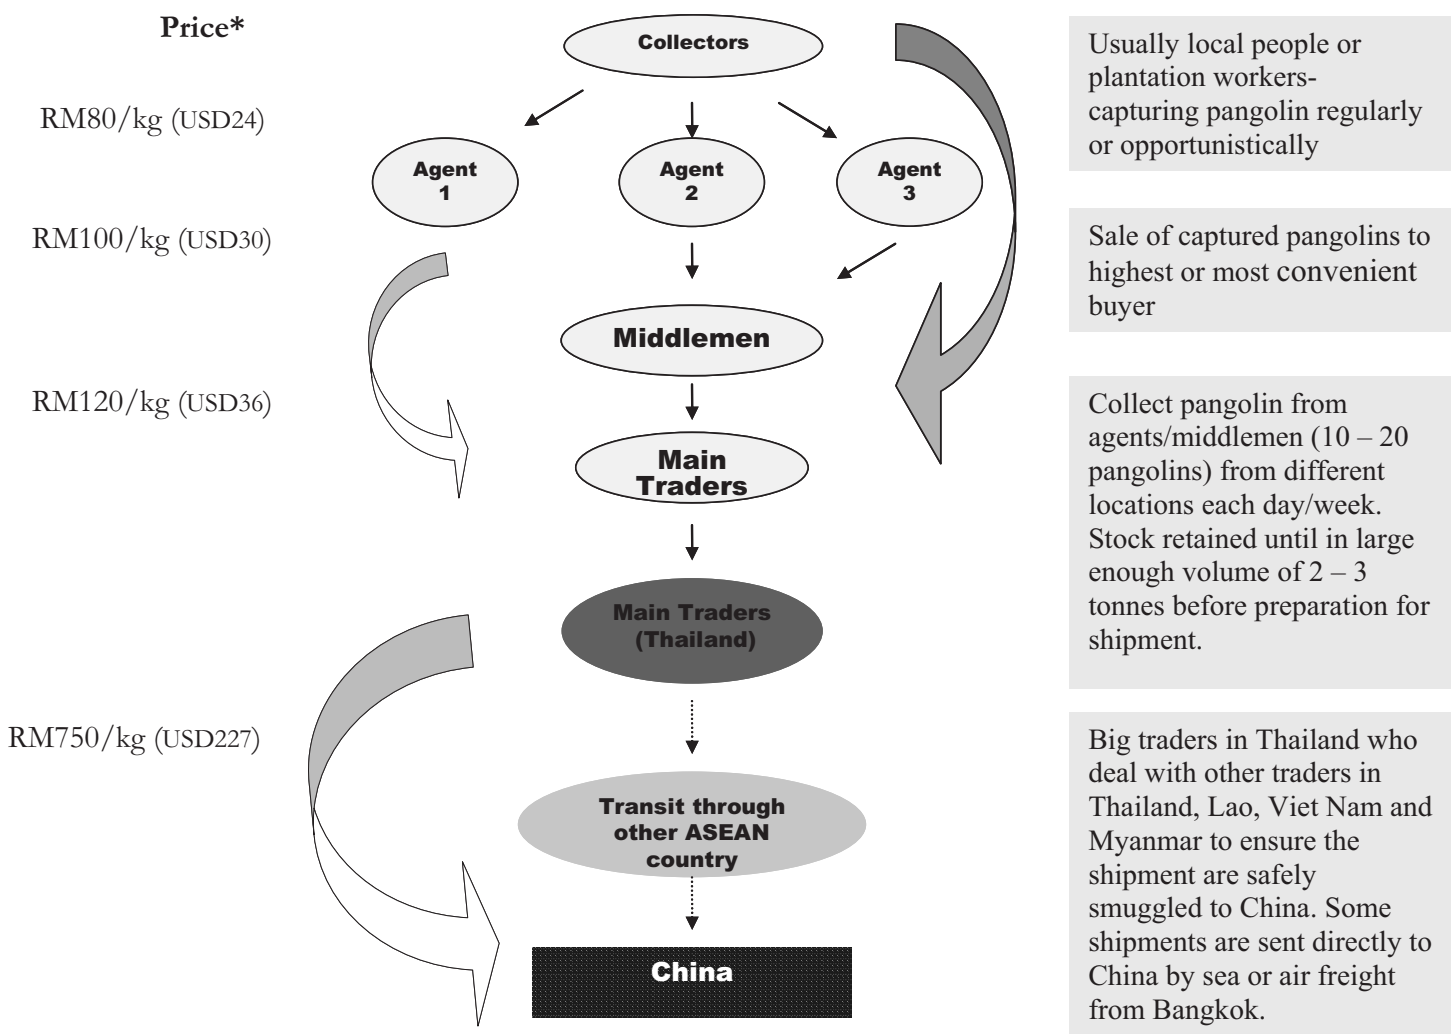 Price*
RM80/kg (USD24)
RM100/kg (USD30)
RM120/kg (USD36)
RM750/kg (USD227)
Collectors
Agent
1
Agent
2
Agent
3
Middlemen
Main
Traders
Main Traders
(Thailand)
Transit through
other ASEAN
country
China
Usually local people or
plantation workers-
capturing pangolin regularly
or opportunistically
Sale of captured pangolins to
highest or most convenient
buyer
Collect pangolin from
agents/middlemen (10 – 20
pangolins) from different
locations each day/week.
Stock retained until in large
enough volume of 2 – 3
tonnes before preparation for
shipment.
Big traders in Thailand who
deal with other traders in
Thailand, Lao, Viet Nam and
Myanmar to ensure the
shipment are safely
smuggled to China. Some
shipments are sent directly to
China by sea or air freight
from Bangkok.